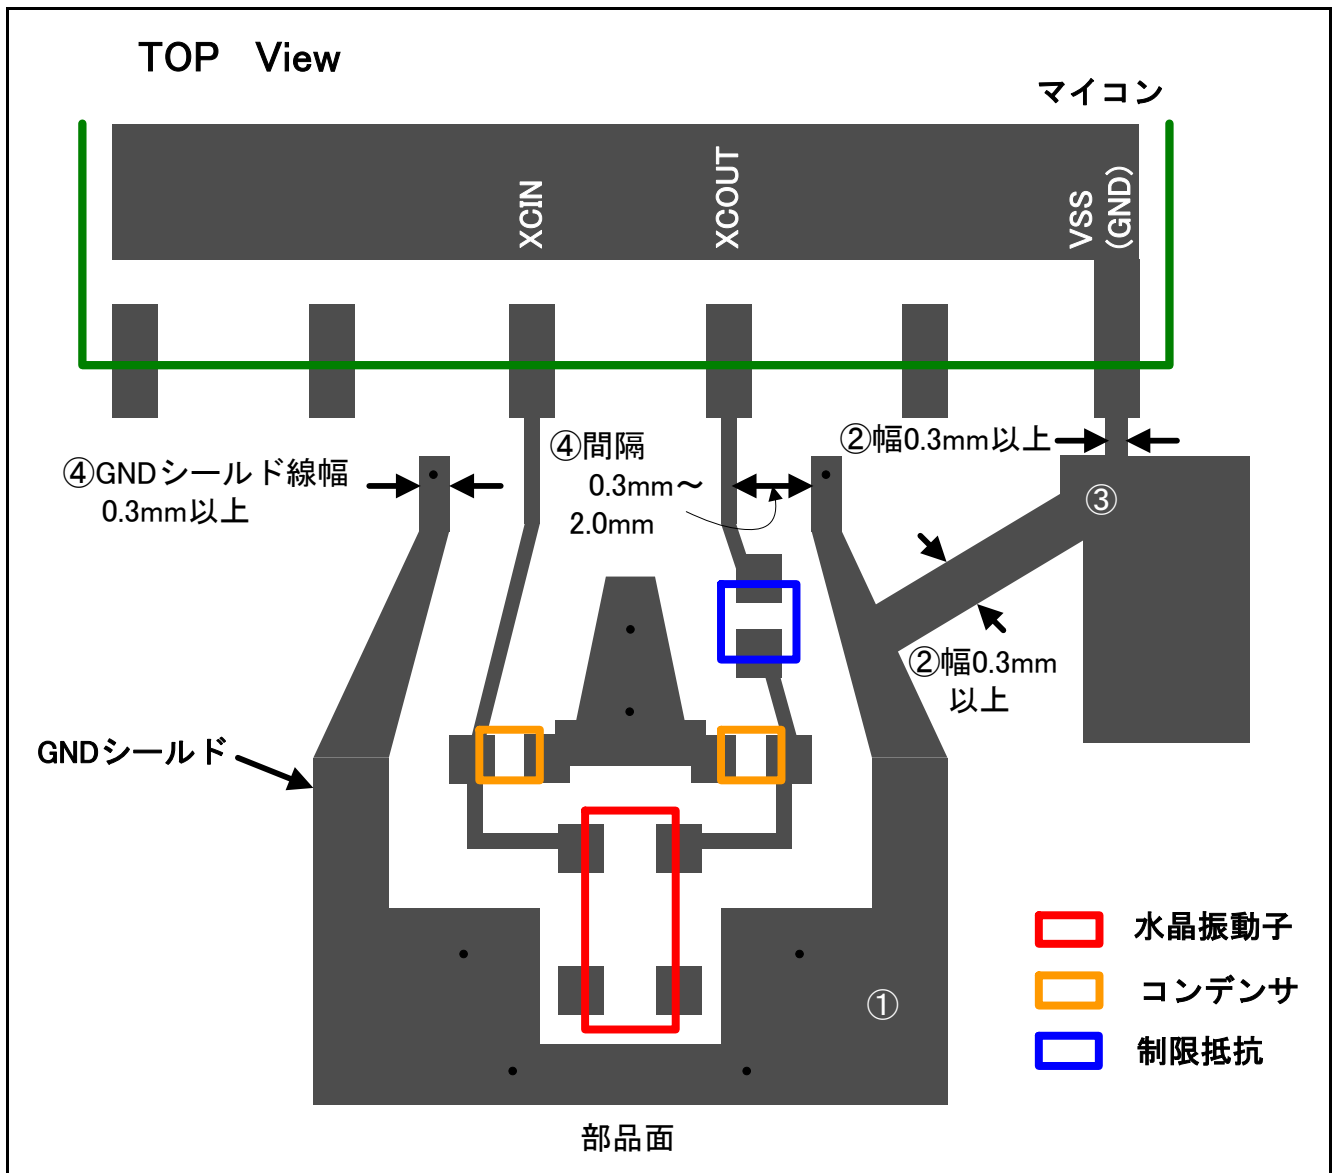 TOP View
マイコン
XCIN
XCOUT
VSS
(GND)
④GNDシールド線幅
0.3mm以上
④間隔
0.3mm～
2.0mm
②幅0.3mm以上
③
②幅0.3mm
以上
GNDシールド
①
水晶振動子
コンデンサ
制限抵抗
部品面